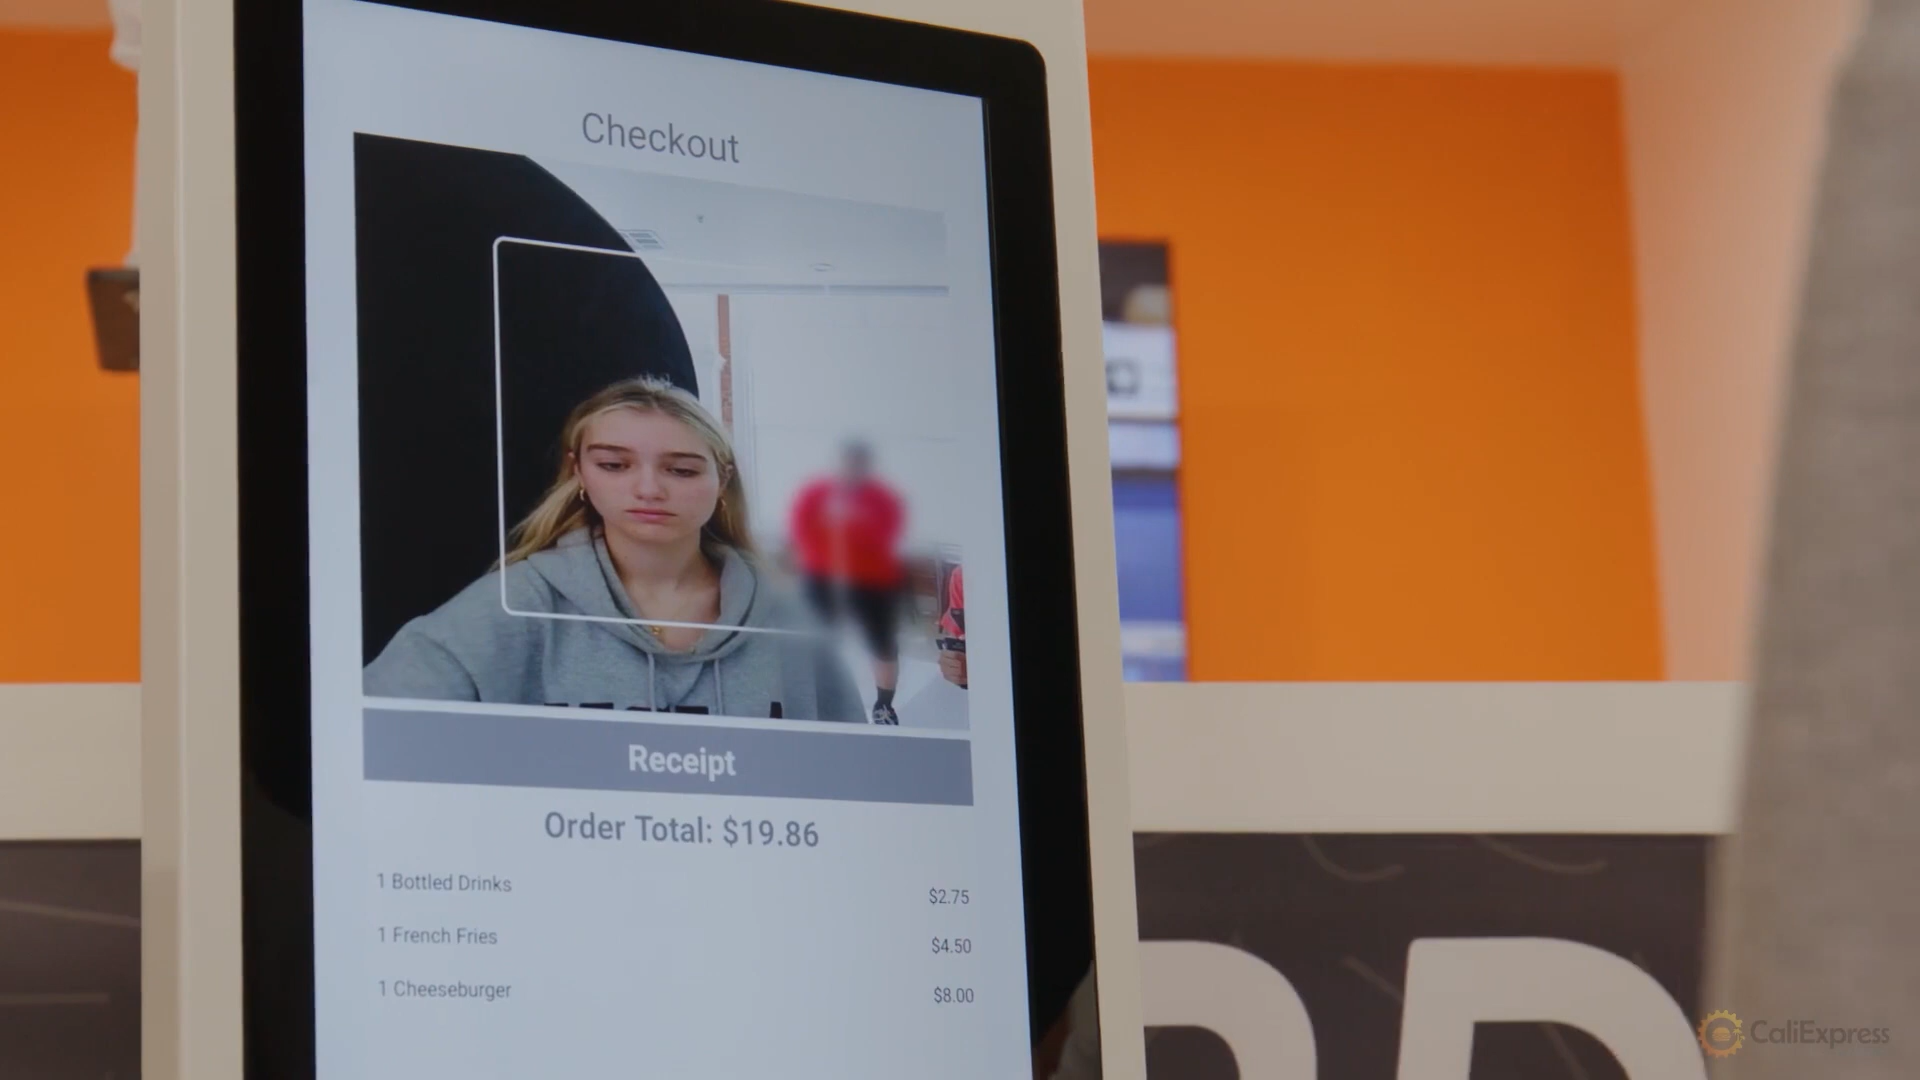 Checkout
Receipt
Order Total: $19.86
1 Bottled Drinks $2.75
1 French Fries $4.50
1 Cheeseburger $8.00
CaliExpress